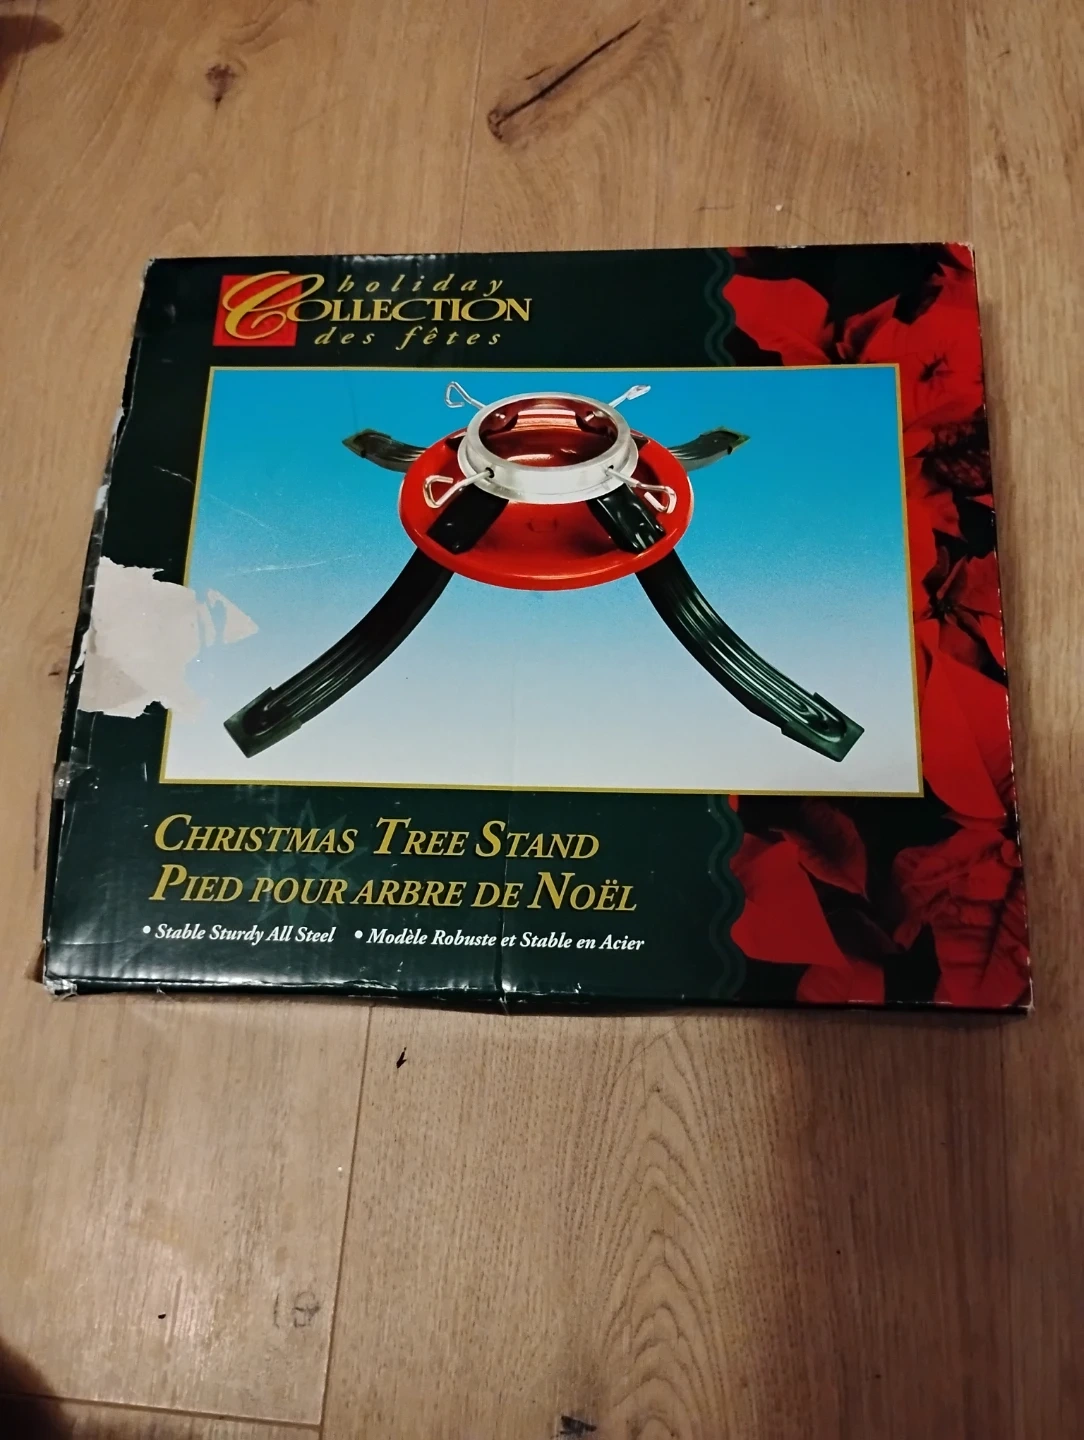 holiday
COLLECTION
des fêtes
CHRISTMAS TREE STAND
PIED POUR ARBRE DE NOËL
• Stable Sturdy All Steel • Modèle Robuste et Stable en Acier